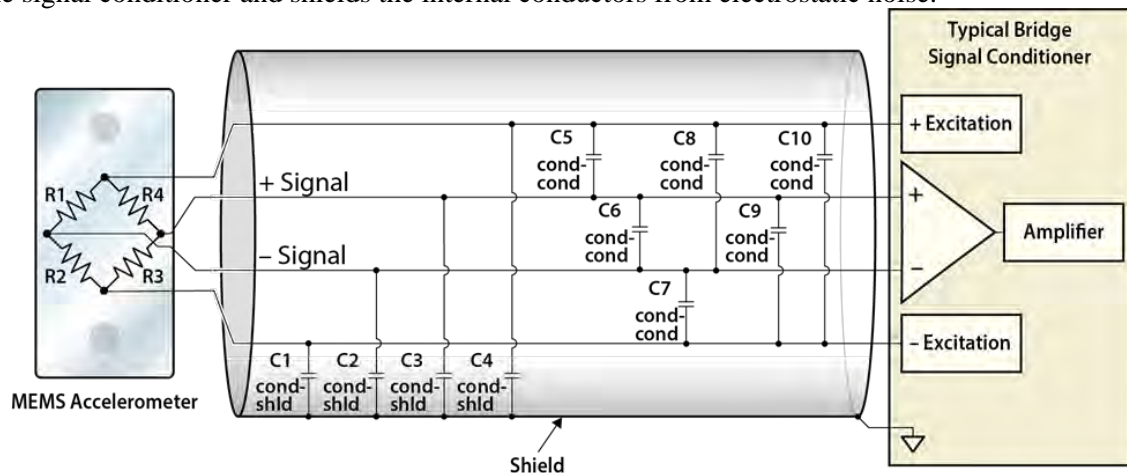 the signal conditioner and shields the internal conductors from electrostatic noise.
Typical Bridge
Signal Conditioner
+ Excitation
C5
cond-
cond
C8
cond-
cond
C10
cond-
cond
R1
R4
+ Signal
+
C6
cond-
cond
C9
cond-
cond
Amplifier
R2
R3
– Signal
–
C7
cond-
cond
– Excitation
C1
cond-
shld
C2
cond-
shld
C3
cond-
shld
C4
cond-
shld
MEMS Accelerometer
Shield